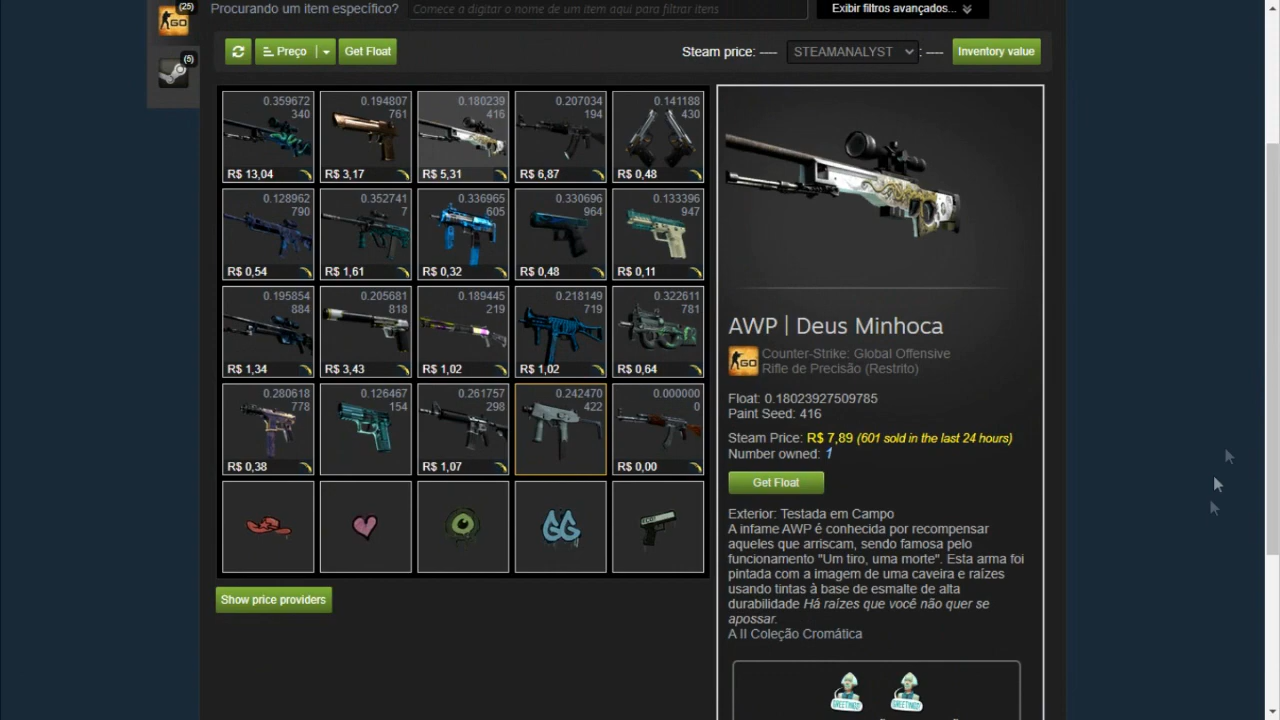 (25)
Procurando um item específico?
Comece a digitar o nome de um item aqui para filtrar itens
Exibir filtros avançados...
GO
(5)
Preço
Get Float
Steam price: ----
STEAMANALYST
: ----
Inventory value
0.359672
340
R$ 13,04
0.194807
761
R$ 3,17
0.180239
416
R$ 5,31
0.207034
194
R$ 6,87
0.141188
430
R$ 0,48
0.128962
790
R$ 0,54
0.352741
7
R$ 1,61
0.336965
605
R$ 0,32
0.330696
964
R$ 0,48
0.133396
947
R$ 0,11
0.195854
884
R$ 1,34
0.205681
818
R$ 3,43
0.189445
219
R$ 1,02
0.218149
719
R$ 1,02
0.322611
781
R$ 0,64
0.280618
778
R$ 0,38
0.126467
154
0.261757
298
R$ 1,07
0.242470
422
0.000000
0
R$ 0,00
GG
Show price providers
AWP | Deus Minhoca
GO
Counter-Strike: Global Offensive
Rifle de Precisão (Restrito)
Float: 0.18023927509785
Paint Seed: 416
Steam Price: R$ 7,89 (601 sold in the last 24 hours)
Number owned: 1
Get Float
Exterior: Testada em Campo
A infame AWP é conhecida por recompensar
aqueles que arriscam, sendo famosa pelo
funcionamento "Um tiro, uma morte". Esta arma foi
pintada com a imagem de uma caveira e raízes
usando tintas à base de esmalte de alta
durabilidade Há raízes que você não quer se
apossar.
A II Coleção Cromática
GREETINGS!
GREETINGS!